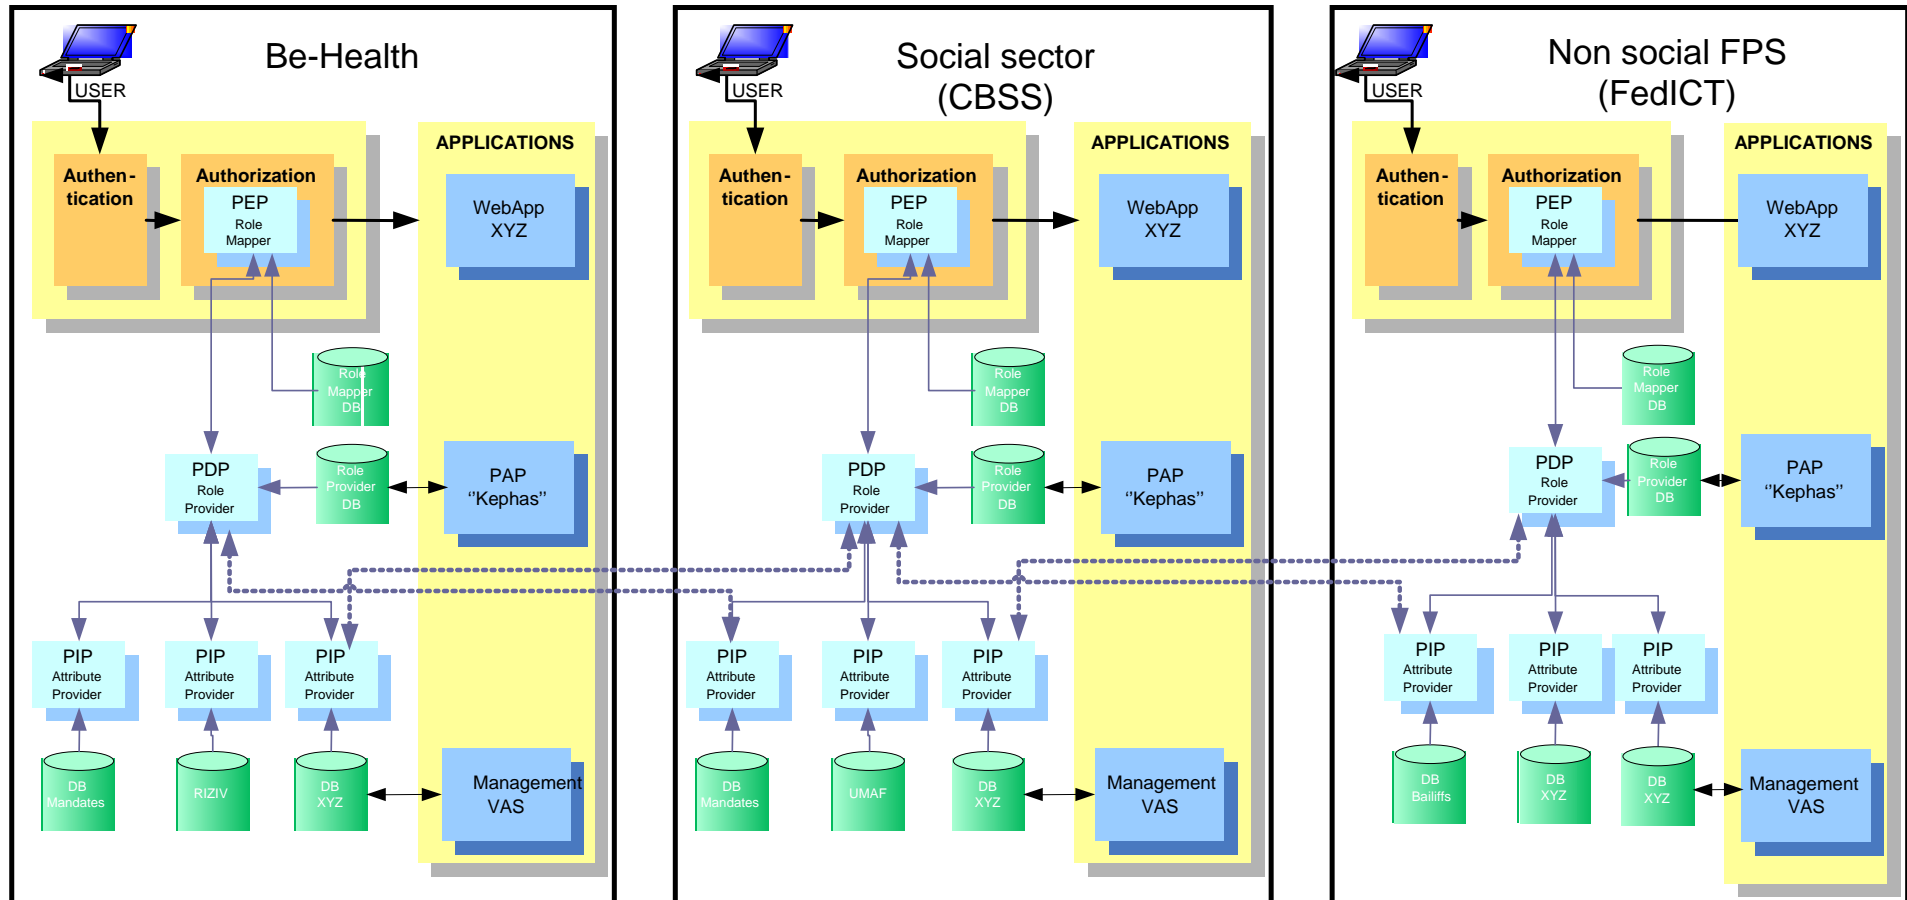 Be-Health
USER
APPLICATIONS
Authen-
tication
Authorization
PEP
Role
Mapper
WebApp
XYZ
Role
Mapper
DB
PDP
Role
Provider
Role
Provider
DB
PAP
"Kephas"
PIP
Attribute
Provider
PIP
Attribute
Provider
PIP
Attribute
Provider
DB
Mandates
RIZIV
DB
XYZ
Management
VAS
Social sector
(CBSS)
USER
APPLICATIONS
Authen-
tication
Authorization
PEP
Role
Mapper
WebApp
XYZ
Role
Mapper
DB
PDP
Role
Provider
Role
Provider
DB
PAP
"Kephas"
PIP
Attribute
Provider
PIP
Attribute
Provider
PIP
Attribute
Provider
DB
Mandates
UMAF
DB
XYZ
Management
VAS
Non social FPS
(FedICT)
USER
APPLICATIONS
Authen-
tication
Authorization
PEP
Role
Mapper
WebApp
XYZ
Role
Mapper
DB
PDP
Role
Provider
Role
Provider
DB
PAP
"Kephas"
PIP
Attribute
Provider
PIP
Attribute
Provider
PIP
Attribute
Provider
DB
Bailiffs
DB
XYZ
DB
XYZ
Management
VAS